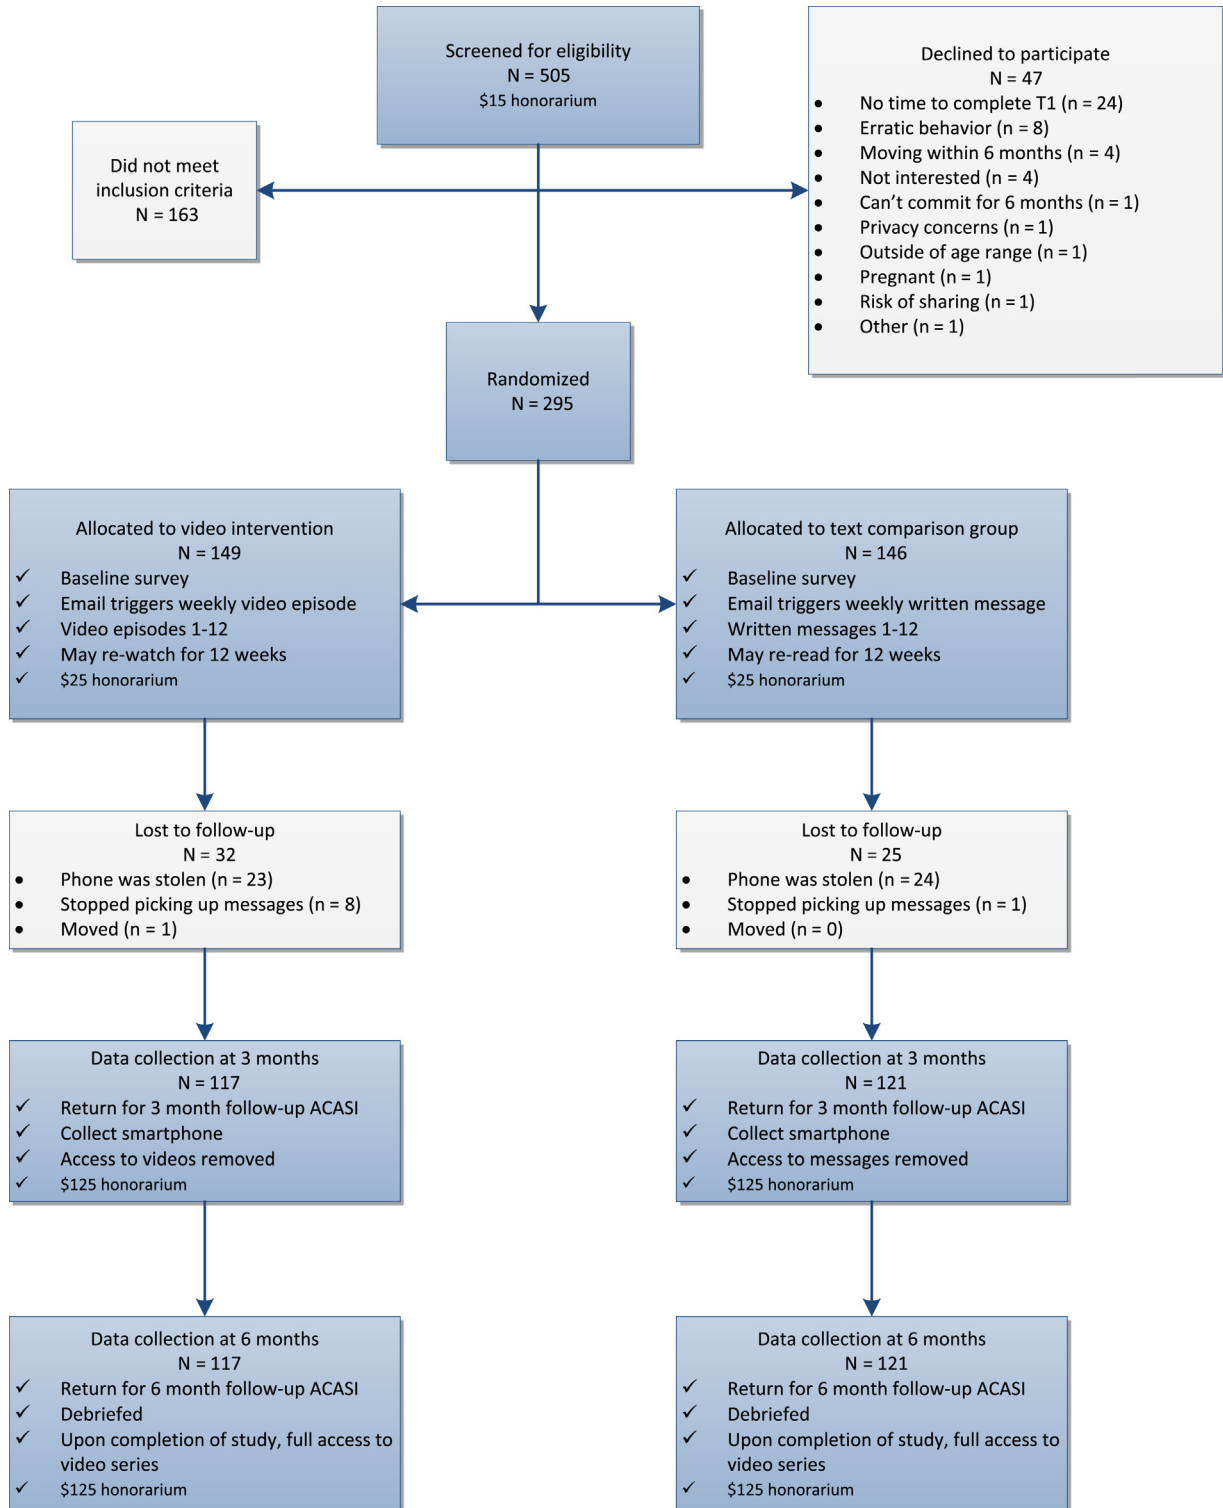 Screened for eligibility
N = 505
$15 honorarium
Declined to participate
N = 47
• No time to complete T1 (n = 24)
• Erratic behavior (n = 8)
• Moving within 6 months (n = 4)
• Not interested (n = 4)
• Can't commit for 6 months (n = 1)
• Privacy concerns (n = 1)
• Outside of age range (n = 1)
• Pregnant (n = 1)
• Risk of sharing (n = 1)
• Other (n = 1)
Did not meet
inclusion criteria
N = 163
Randomized
N = 295
Allocated to video intervention
N = 149
✓ Baseline survey
✓ Email triggers weekly video episode
✓ Video episodes 1-12
✓ May re-watch for 12 weeks
✓ $25 honorarium
Allocated to text comparison group
N = 146
✓ Baseline survey
✓ Email triggers weekly written message
✓ Written messages 1-12
✓ May re-read for 12 weeks
✓ $25 honorarium
Lost to follow-up
N = 32
• Phone was stolen (n = 23)
• Stopped picking up messages (n = 8)
• Moved (n = 1)
Lost to follow-up
N = 25
• Phone was stolen (n = 24)
• Stopped picking up messages (n = 1)
• Moved (n = 0)
Data collection at 3 months
N = 117
✓ Return for 3 month follow-up ACASI
✓ Collect smartphone
✓ Access to videos removed
✓ $125 honorarium
Data collection at 3 months
N = 121
✓ Return for 3 month follow-up ACASI
✓ Collect smartphone
✓ Access to messages removed
✓ $125 honorarium
Data collection at 6 months
N = 117
✓ Return for 6 month follow-up ACASI
✓ Debriefed
✓ Upon completion of study, full access to
video series
✓ $125 honorarium
Data collection at 6 months
N = 121
✓ Return for 6 month follow-up ACASI
✓ Debriefed
✓ Upon completion of study, full access to
video series
✓ $125 honorarium